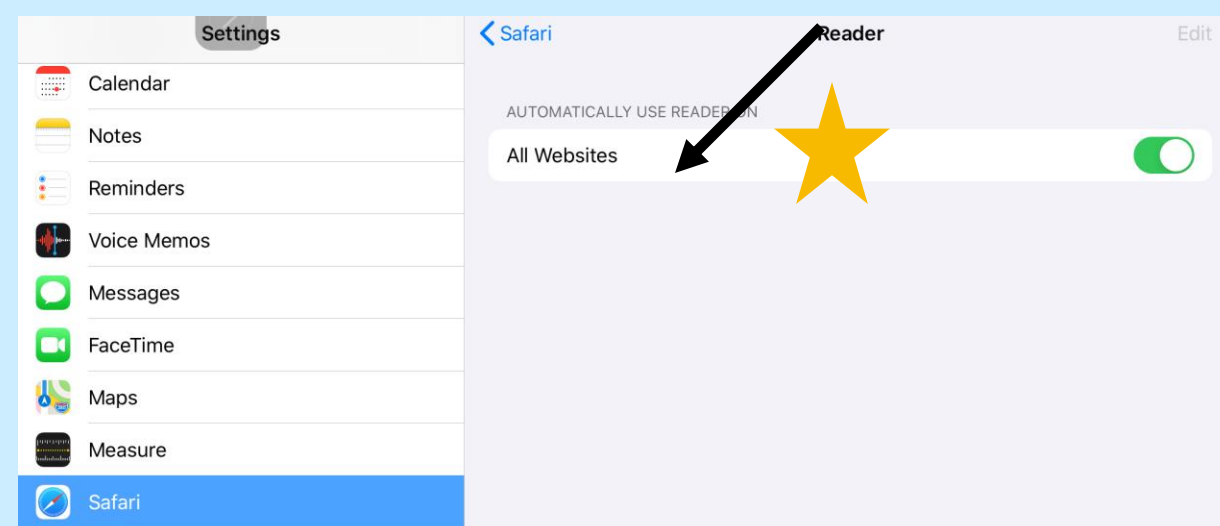 Settings
Calendar
Notes
Reminders
Voice Memos
Messages
FaceTime
Maps
Measure
Safari
Safari
Reader
Edit
AUTOMATICALLY USE READER ON
All Websites